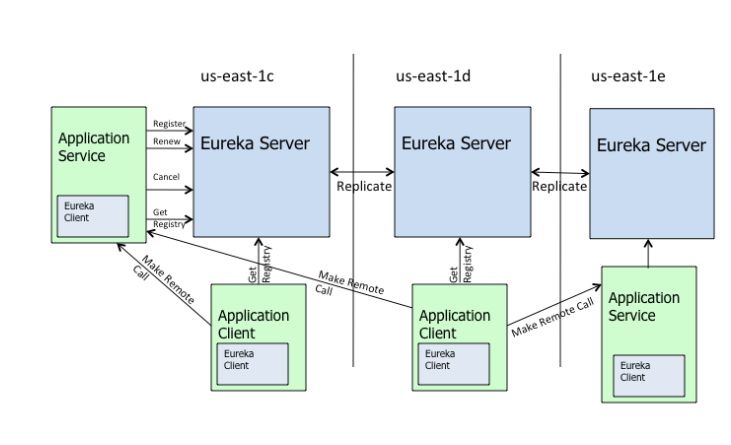 us-east-1c
us-east-1d
us-east-1e
Application
Service
Eureka
Client
Register
Renew
Cancel
Get
Registry
Eureka Server
Replicate
Eureka Server
Replicate
Eureka Server
Make Remote
Call
Get
Registry
Make Remote
Call
Get
Registry
Make Remote Call
Application
Client
Eureka
Client
Application
Client
Eureka
Client
Application
Service
Eureka
Client